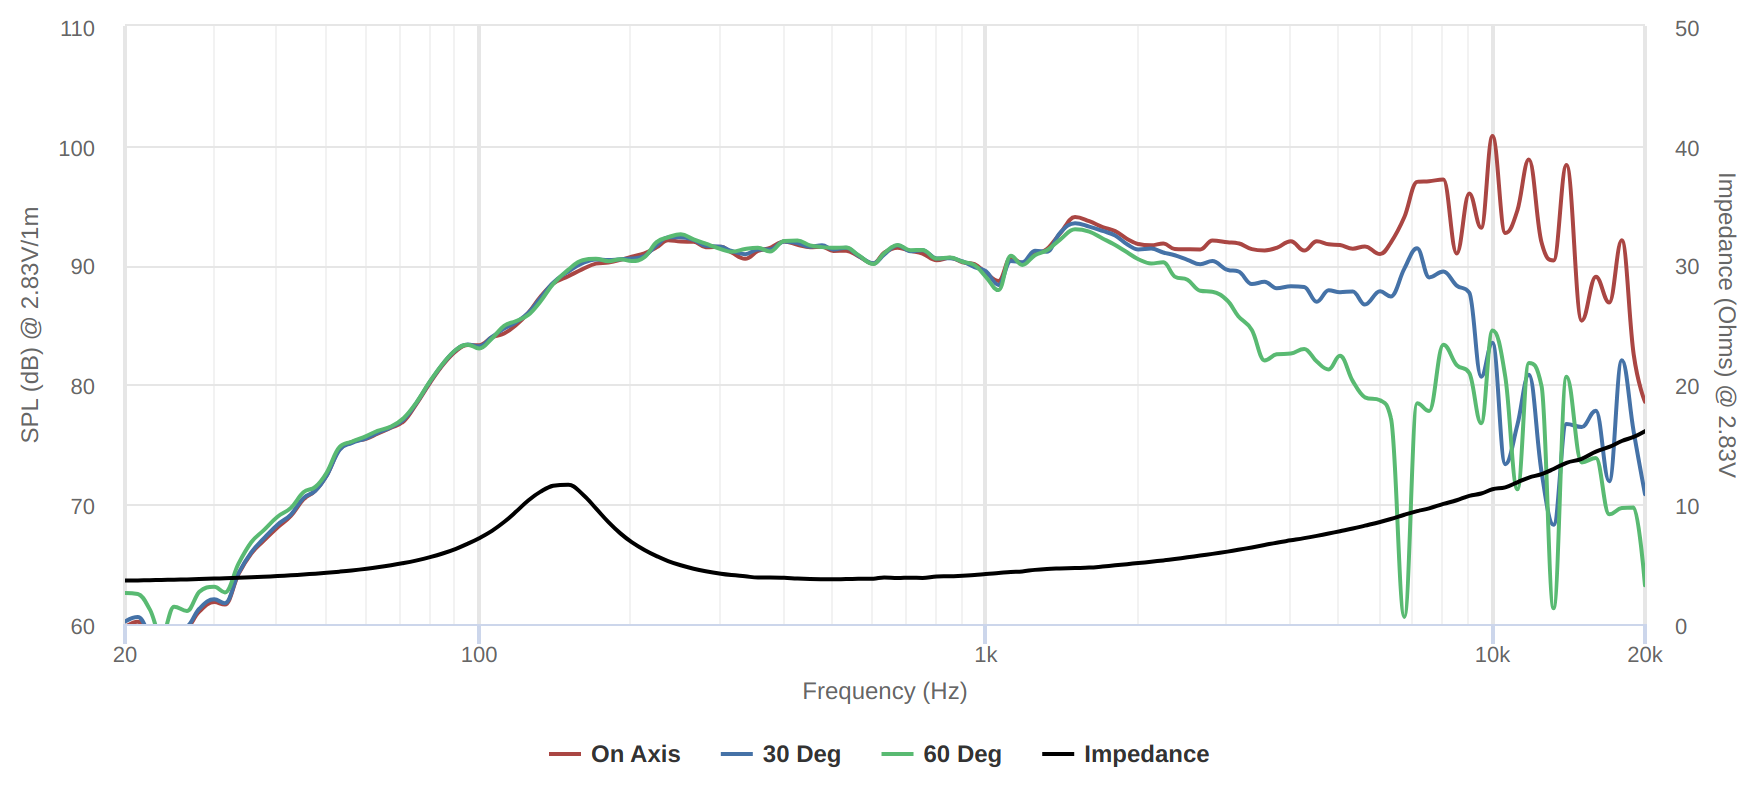 110
100
90
80
70
60
SPL (dB) @ 2.83V/1m
50
40
30
20
10
0
Impedance (Ohms) @ 2.83V
20
100
1k
10k
20k
Frequency (Hz)
On Axis
30 Deg
60 Deg
Impedance